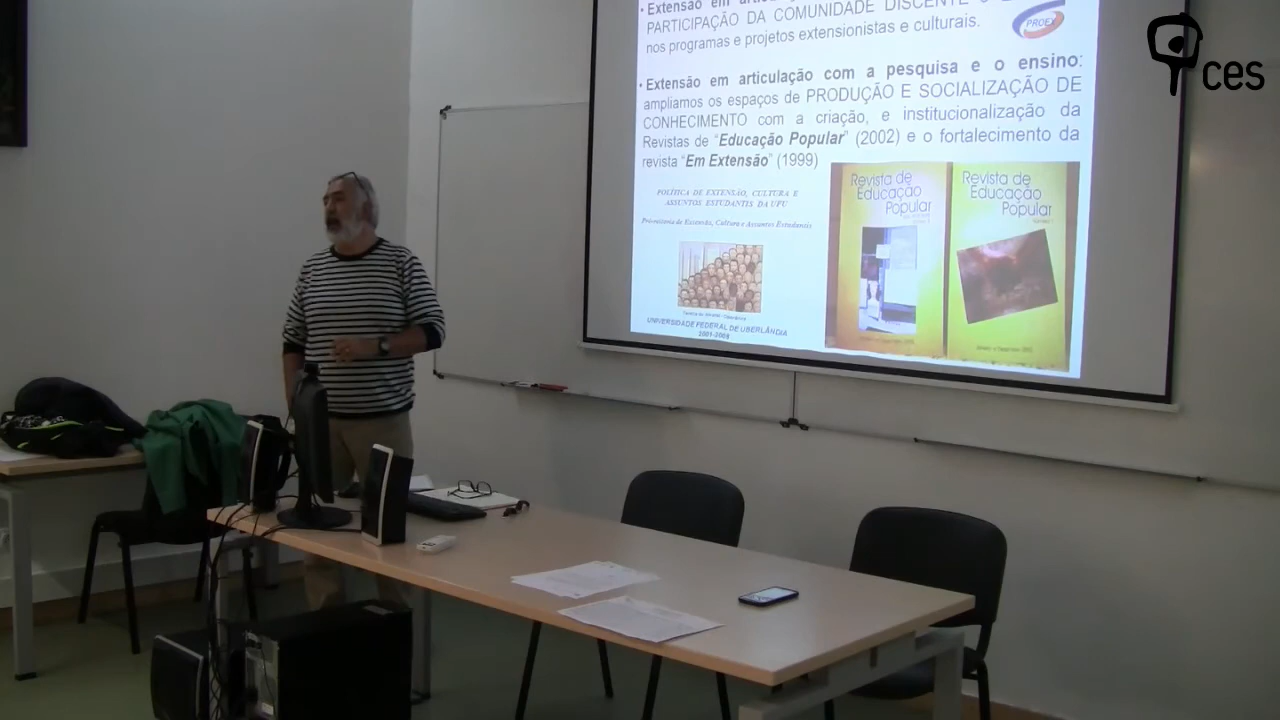 • Extensão em
PARTICIPAÇÃO DA COMUNIDADE DISCENTE
nos programas e projetos extensionistas e culturais.
PROEX
• Extensão em articulação com a pesquisa e o ensino:
ampliamos os espaços de PRODUÇÃO E SOCIALIZAÇÃO DE
CONHECIMENTO com a criação, e institucionalização da
Revistas de “Educação Popular” (2002) e o fortalecimento da
revista “Em Extensão” (1999)
POLÍTICA DE EXTENSÃO, CULTURA E
ASSUNTOS ESTUDANTIS DA UFU
Pró-reitoria de Extensão, Cultura e Assuntos Estudantis
UNIVERSIDADE FEDERAL DE UBERLÂNDIA
Revista de
Educação
Popular
Revista de
Educação
Popular
ces